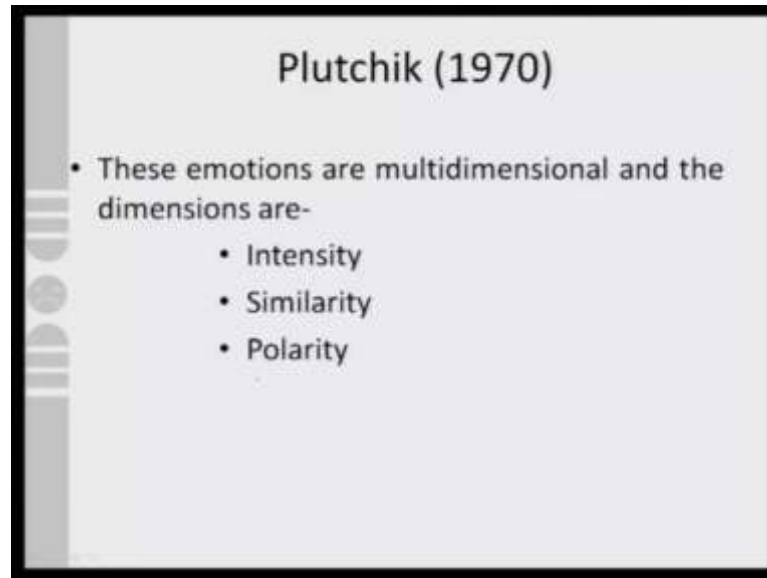 Plutchik (1970)
• These emotions are multidimensional and the
dimensions are-
• Intensity
• Similarity
• Polarity